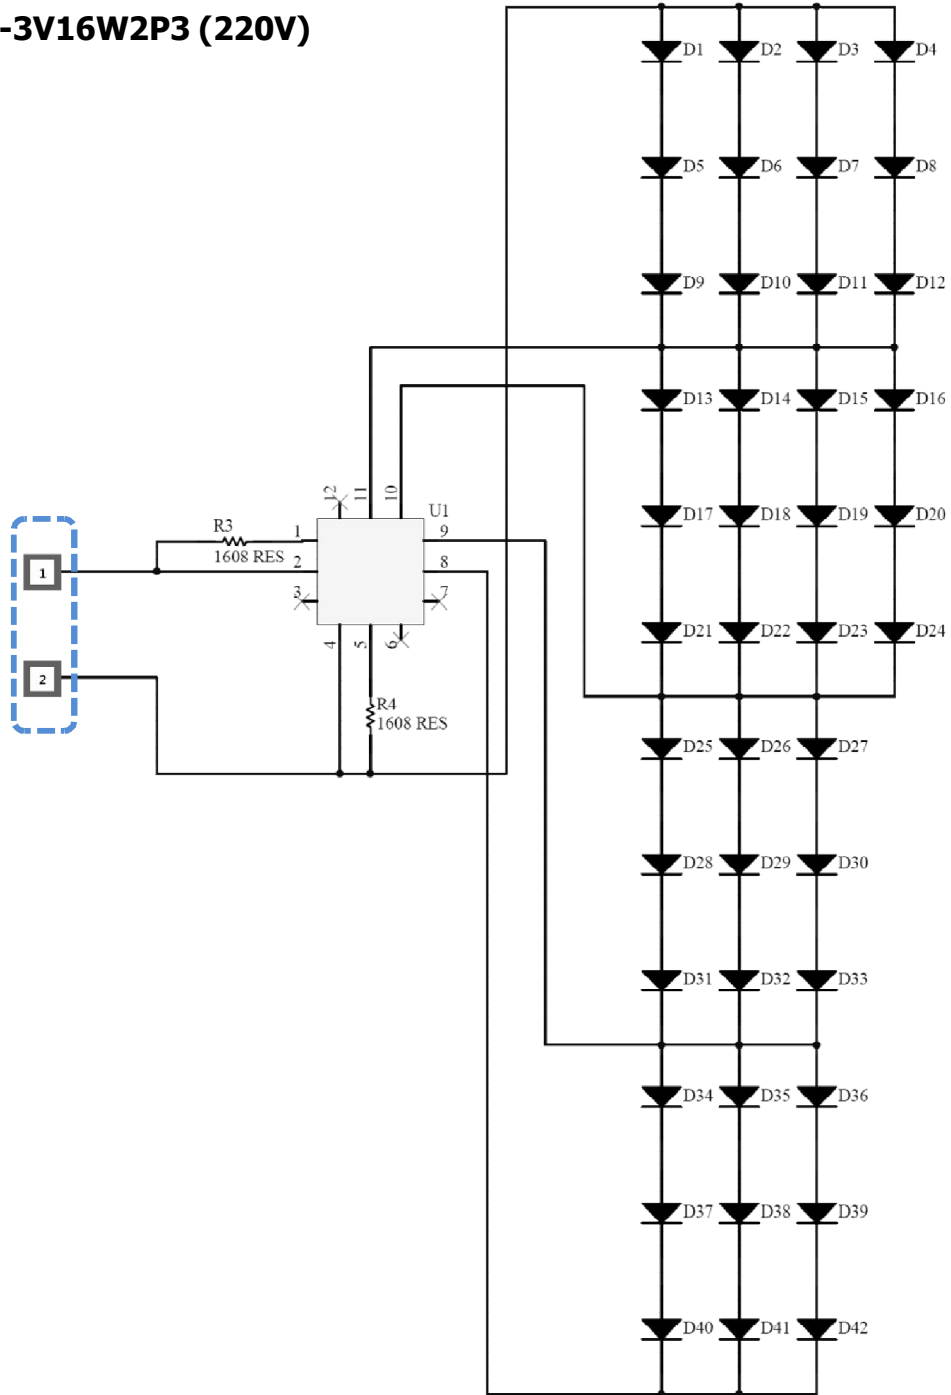 -3V16W2P3 (220V)
D1 D2 D3 D4
D5 D6 D7 D8
D9 D10 D11 D12
D13 D14 D15 D16
12 11 10
U1
R3
1608 RES
1 9
2 8
3 7
4 5 6
1
2
R4
1608 RES
D17 D18 D19 D20
D21 D22 D23 D24
D25 D26 D27
D28 D29 D30
D31 D32 D33
D34 D35 D36
D37 D38 D39
D40 D41 D42